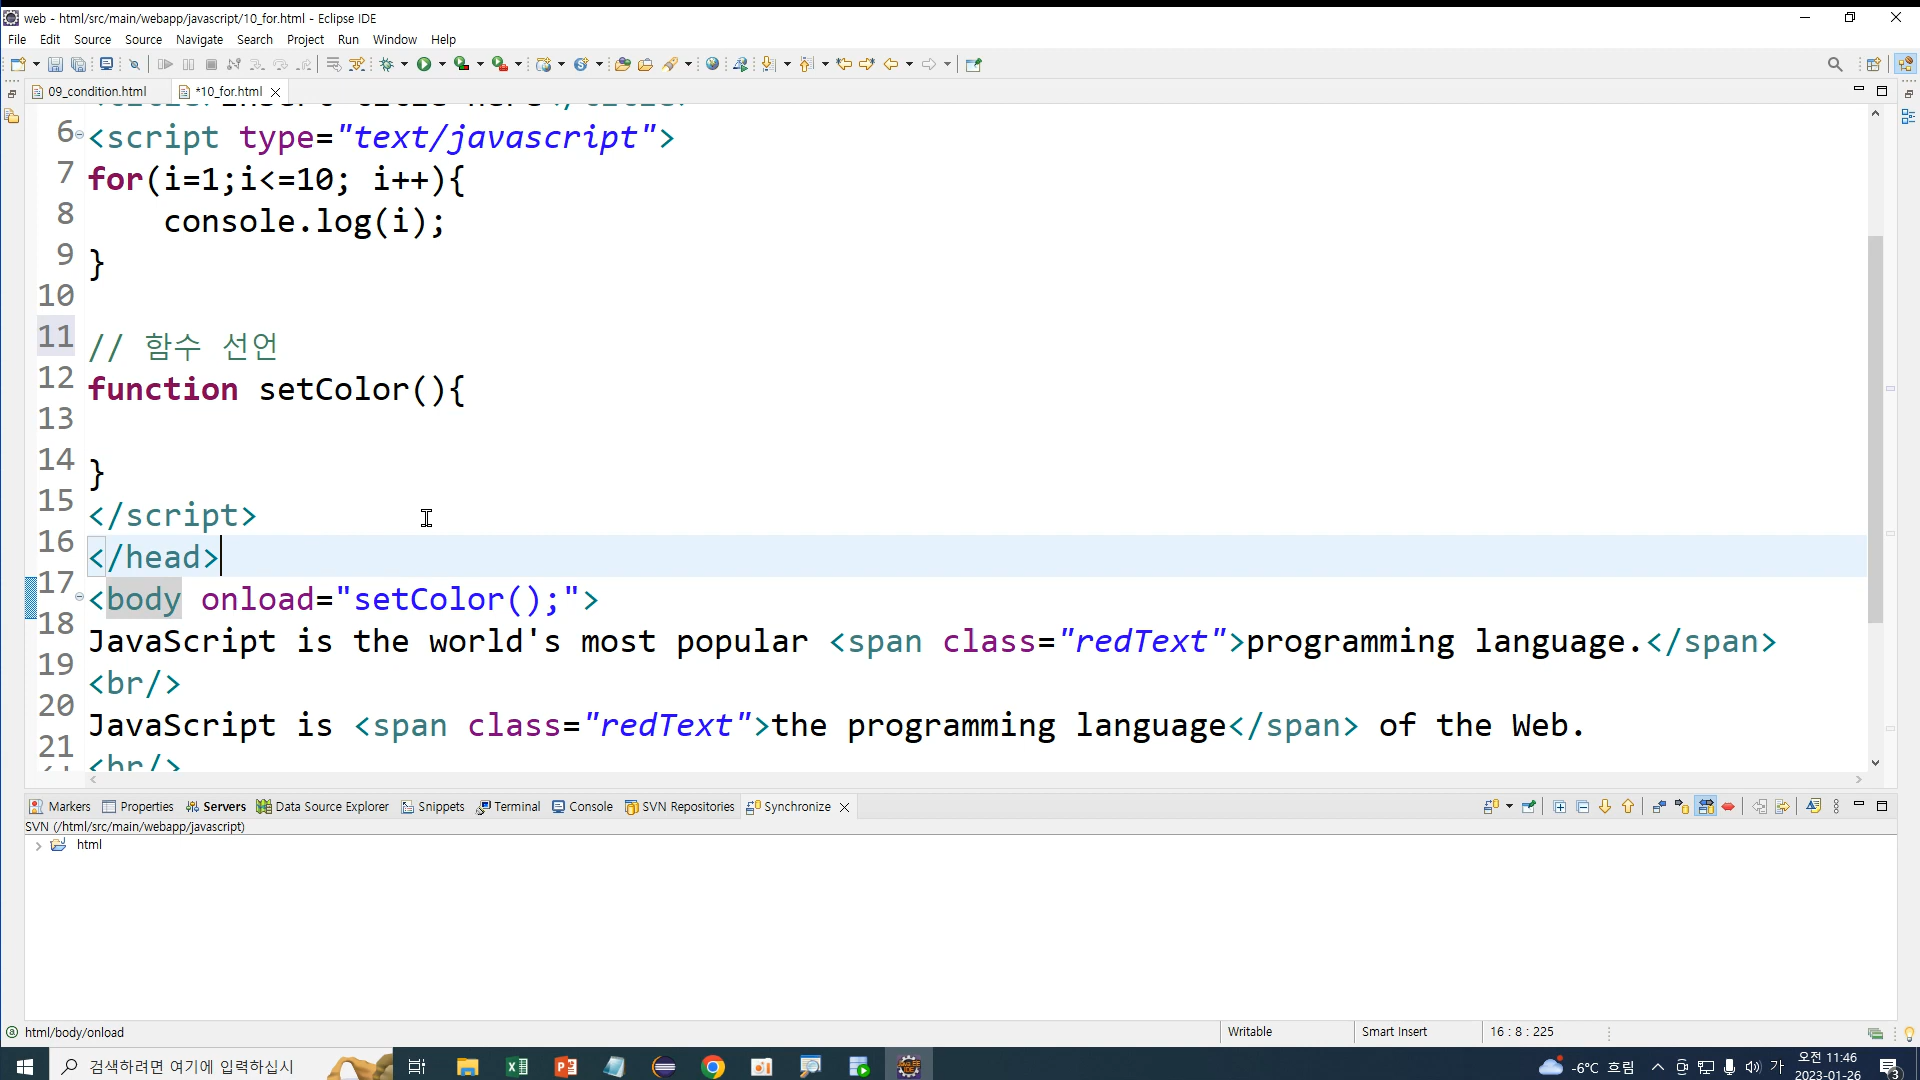 web - html/src/main/webapp/javascript/10_for.html - Eclipse IDE
File Edit Source Source Navigate Search Project Run Window Help
09_condition.html *10_for.html
6 <script type="text/javascript">
7 for(i=1;i<=10; i++){
8 console.log(i);
9 }
10
11 // 함수 선언
12 function setColor(){
13
14 }
15 </script>
16 </head>
17 <body onload="setColor();">
18 JavaScript is the world's most popular <span class="redText">programming language.</span>
19 <br/>
20 JavaScript is <span class="redText">the programming language</span> of the Web.
21 <br/>
Markers Properties Servers Data Source Explorer Snippets Terminal Console SVN Repositories Synchronize
SVN (/html/src/main/webapp/javascript)
html
html/body/onload Writable Smart Insert 16 : 8 : 225
검색하려면 여기에 입력하십시 -6°C 흐림 가 오전 11:46
2023-01-26 3